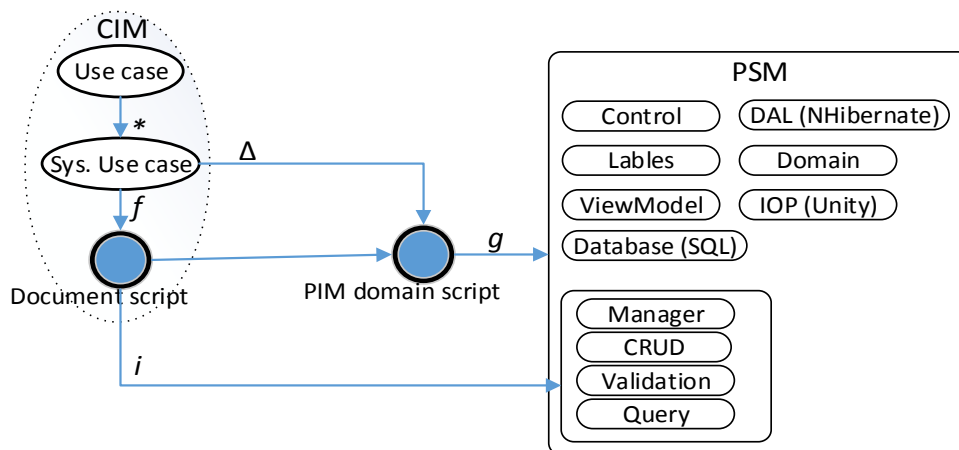 CIM
Use case
*
Sys. Use case
Δ
f
Document script
PIM domain script
g
i
PSM
Control
DAL (NHibernate)
Lables
Domain
ViewModel
IOP (Unity)
Database (SQL)
Manager
CRUD
Validation
Query